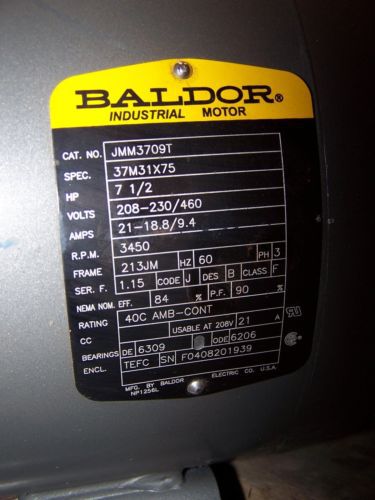 BALDOR®
INDUSTRIAL MOTOR
CAT. NO. JMM3709T
SPEC. 37M31X75
HP 7 1/2
VOLTS 208-230/460
AMPS 21-18.8/9.4
R.P.M. 3450
FRAME 213JM HZ 60 PH 3
SER. F. 1.15 CODE J DES B CLASS F
NEMA NOM. EFF. 84 % P.F. 90 %
RATING 40C AMB-CONT
CC USABLE AT 208V 21 A
BEARINGS DE 6309 ODE 6206
ENCL. TEFC SN F0408201939
MFG. BY BALDOR ELECTRIC CO. U.S.A.
NP1256L